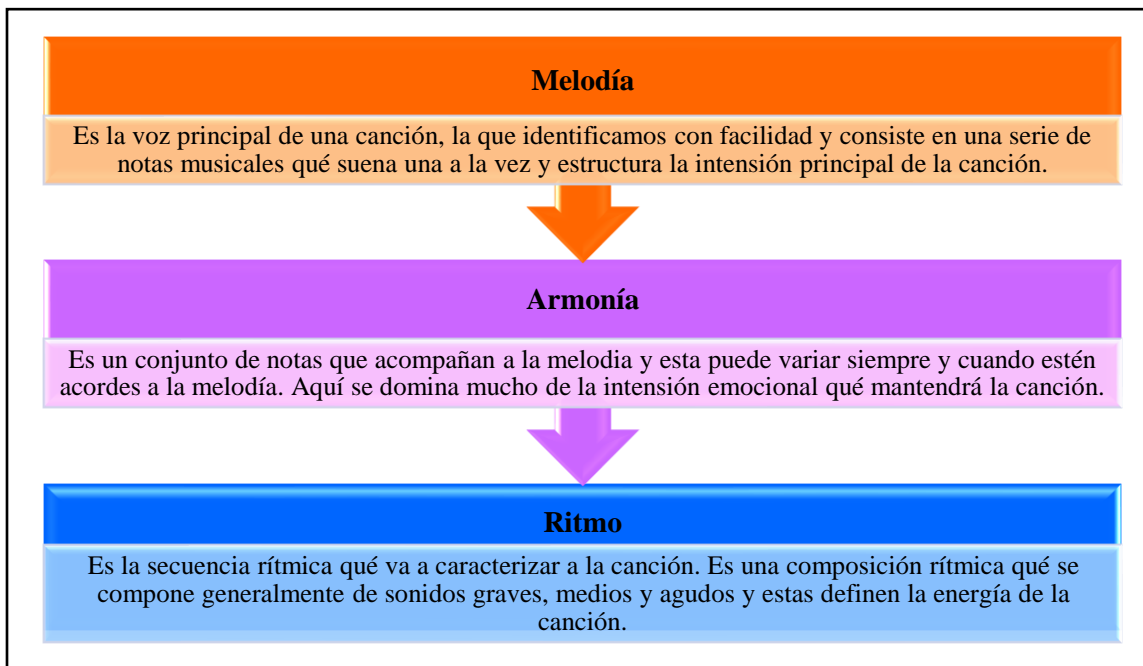 Melodía
Es la voz principal de una canción, la que identificamos con facilidad y consiste en una serie de
notas musicales qué suena una a la vez y estructura la intensión principal de la canción.
Armonía
Es un conjunto de notas que acompañan a la melodia y esta puede variar siempre y cuando estén
acordes a la melodía. Aquí se domina mucho de la intensión emocional qué mantendrá la canción.
Ritmo
Es la secuencia rítmica qué va a caracterizar a la canción. Es una composición rítmica qué se
compone generalmente de sonidos graves, medios y agudos y estas definen la energía de la
canción.